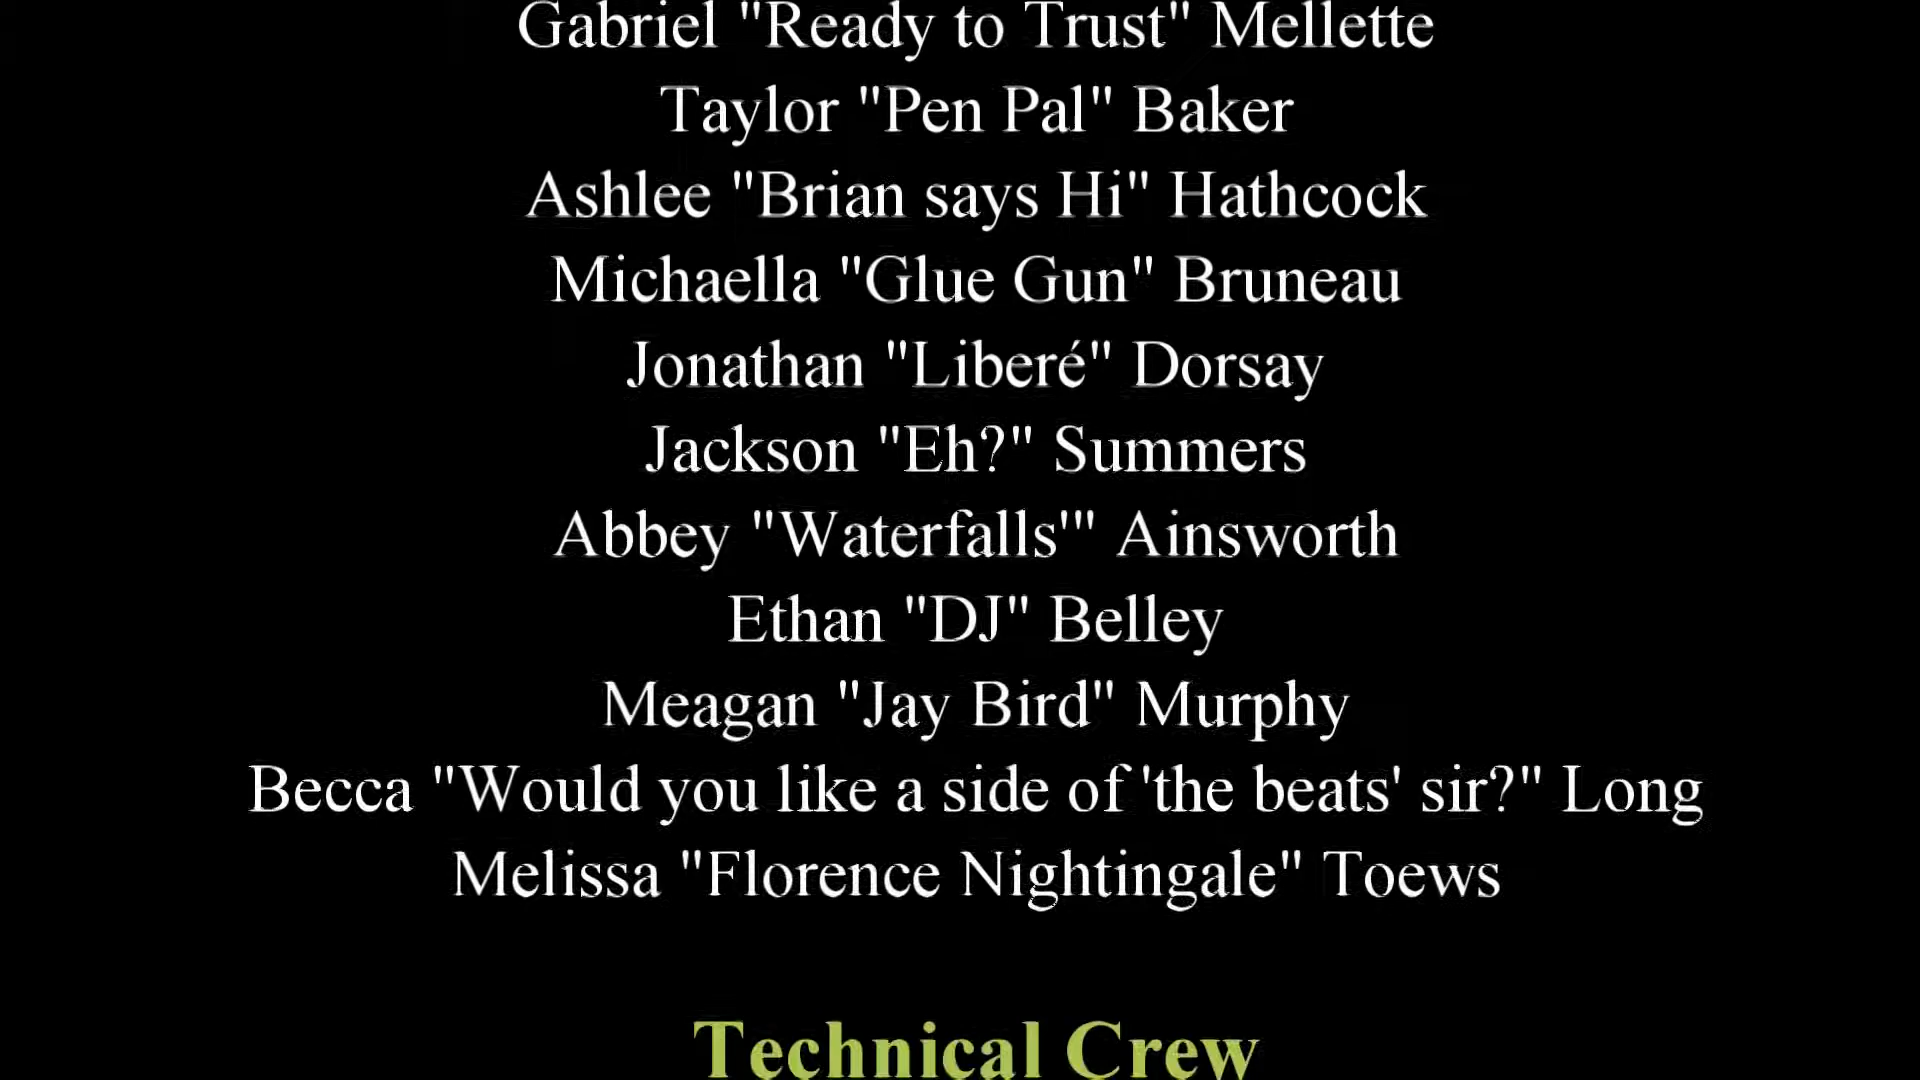 Gabriel "Ready to Trust" Mellette
Taylor "Pen Pal" Baker
Ashlee "Brian says Hi" Hathcock
Michaella "Glue Gun" Bruneau
Jonathan "Liberé" Dorsay
Jackson "Eh?" Summers
Abbey "Waterfalls'" Ainsworth
Ethan "DJ" Belley
Meagan "Jay Bird" Murphy
Becca "Would you like a side of 'the beats' sir?" Long
Melissa "Florence Nightingale" Toews
Technical Crew